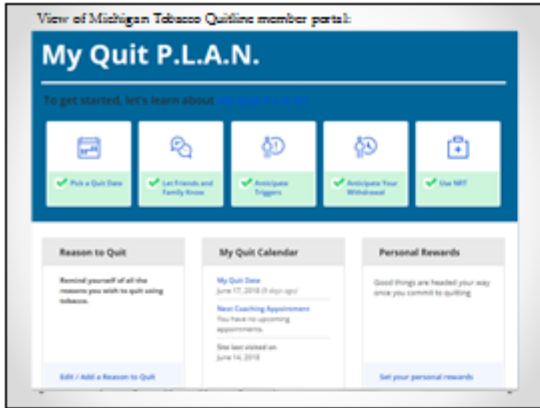 View of Michigan Tobacco Quitline member portal:
My Quit P.L.A.N.
To get started, let's learn about
Pick a Quit Date
Let Friends and
Family Know
Anticipate
Triggers
Anticipate Your
Withdrawal
Use NRT
Reason to Quit
Remind yourself of all the
reasons you wish to quit using
tobacco.
Edit / Add a Reason to Quit
My Quit Calendar
My Quit Date
June 17, 2018 (9 days ago)
Next Coaching Appointment
You have no upcoming
appointments.
Site last visited on
June 14, 2018
Personal Rewards
Good things are headed your way
once you commit to quitting
Set your personal rewards